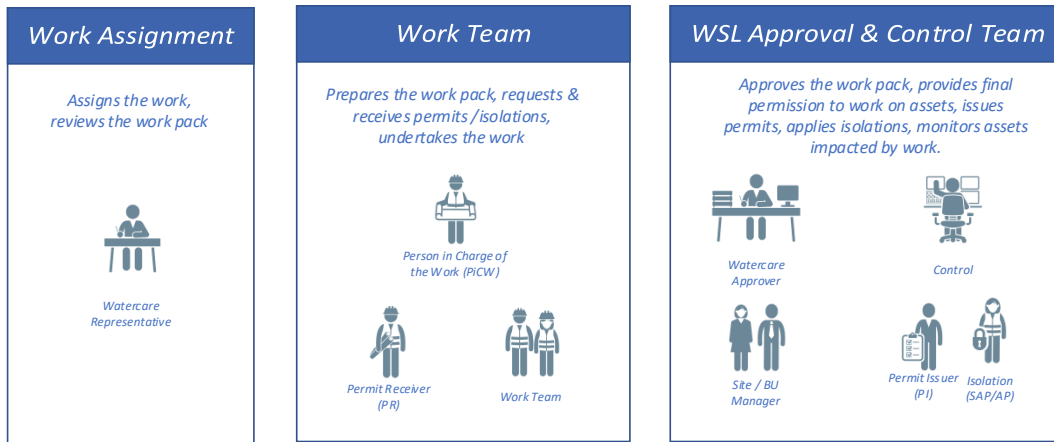 Work Assignment
Assigns the work,
reviews the work pack
Watercare
Representative
Work Team
Prepares the work pack, requests &
receives permits /isolations,
undertakes the work
Person in Charge of
the Work (PiCW)
Permit Receiver
(PR)
Work Team
WSL Approval & Control Team
Approves the work pack, provides final
permission to work on assets, issues
permits, applies isolations, monitors assets
impacted by work.
Watercare
Approver
Control
Site / BU
Manager
Permit Issuer
(PI)
Isolation
(SAP/AP)